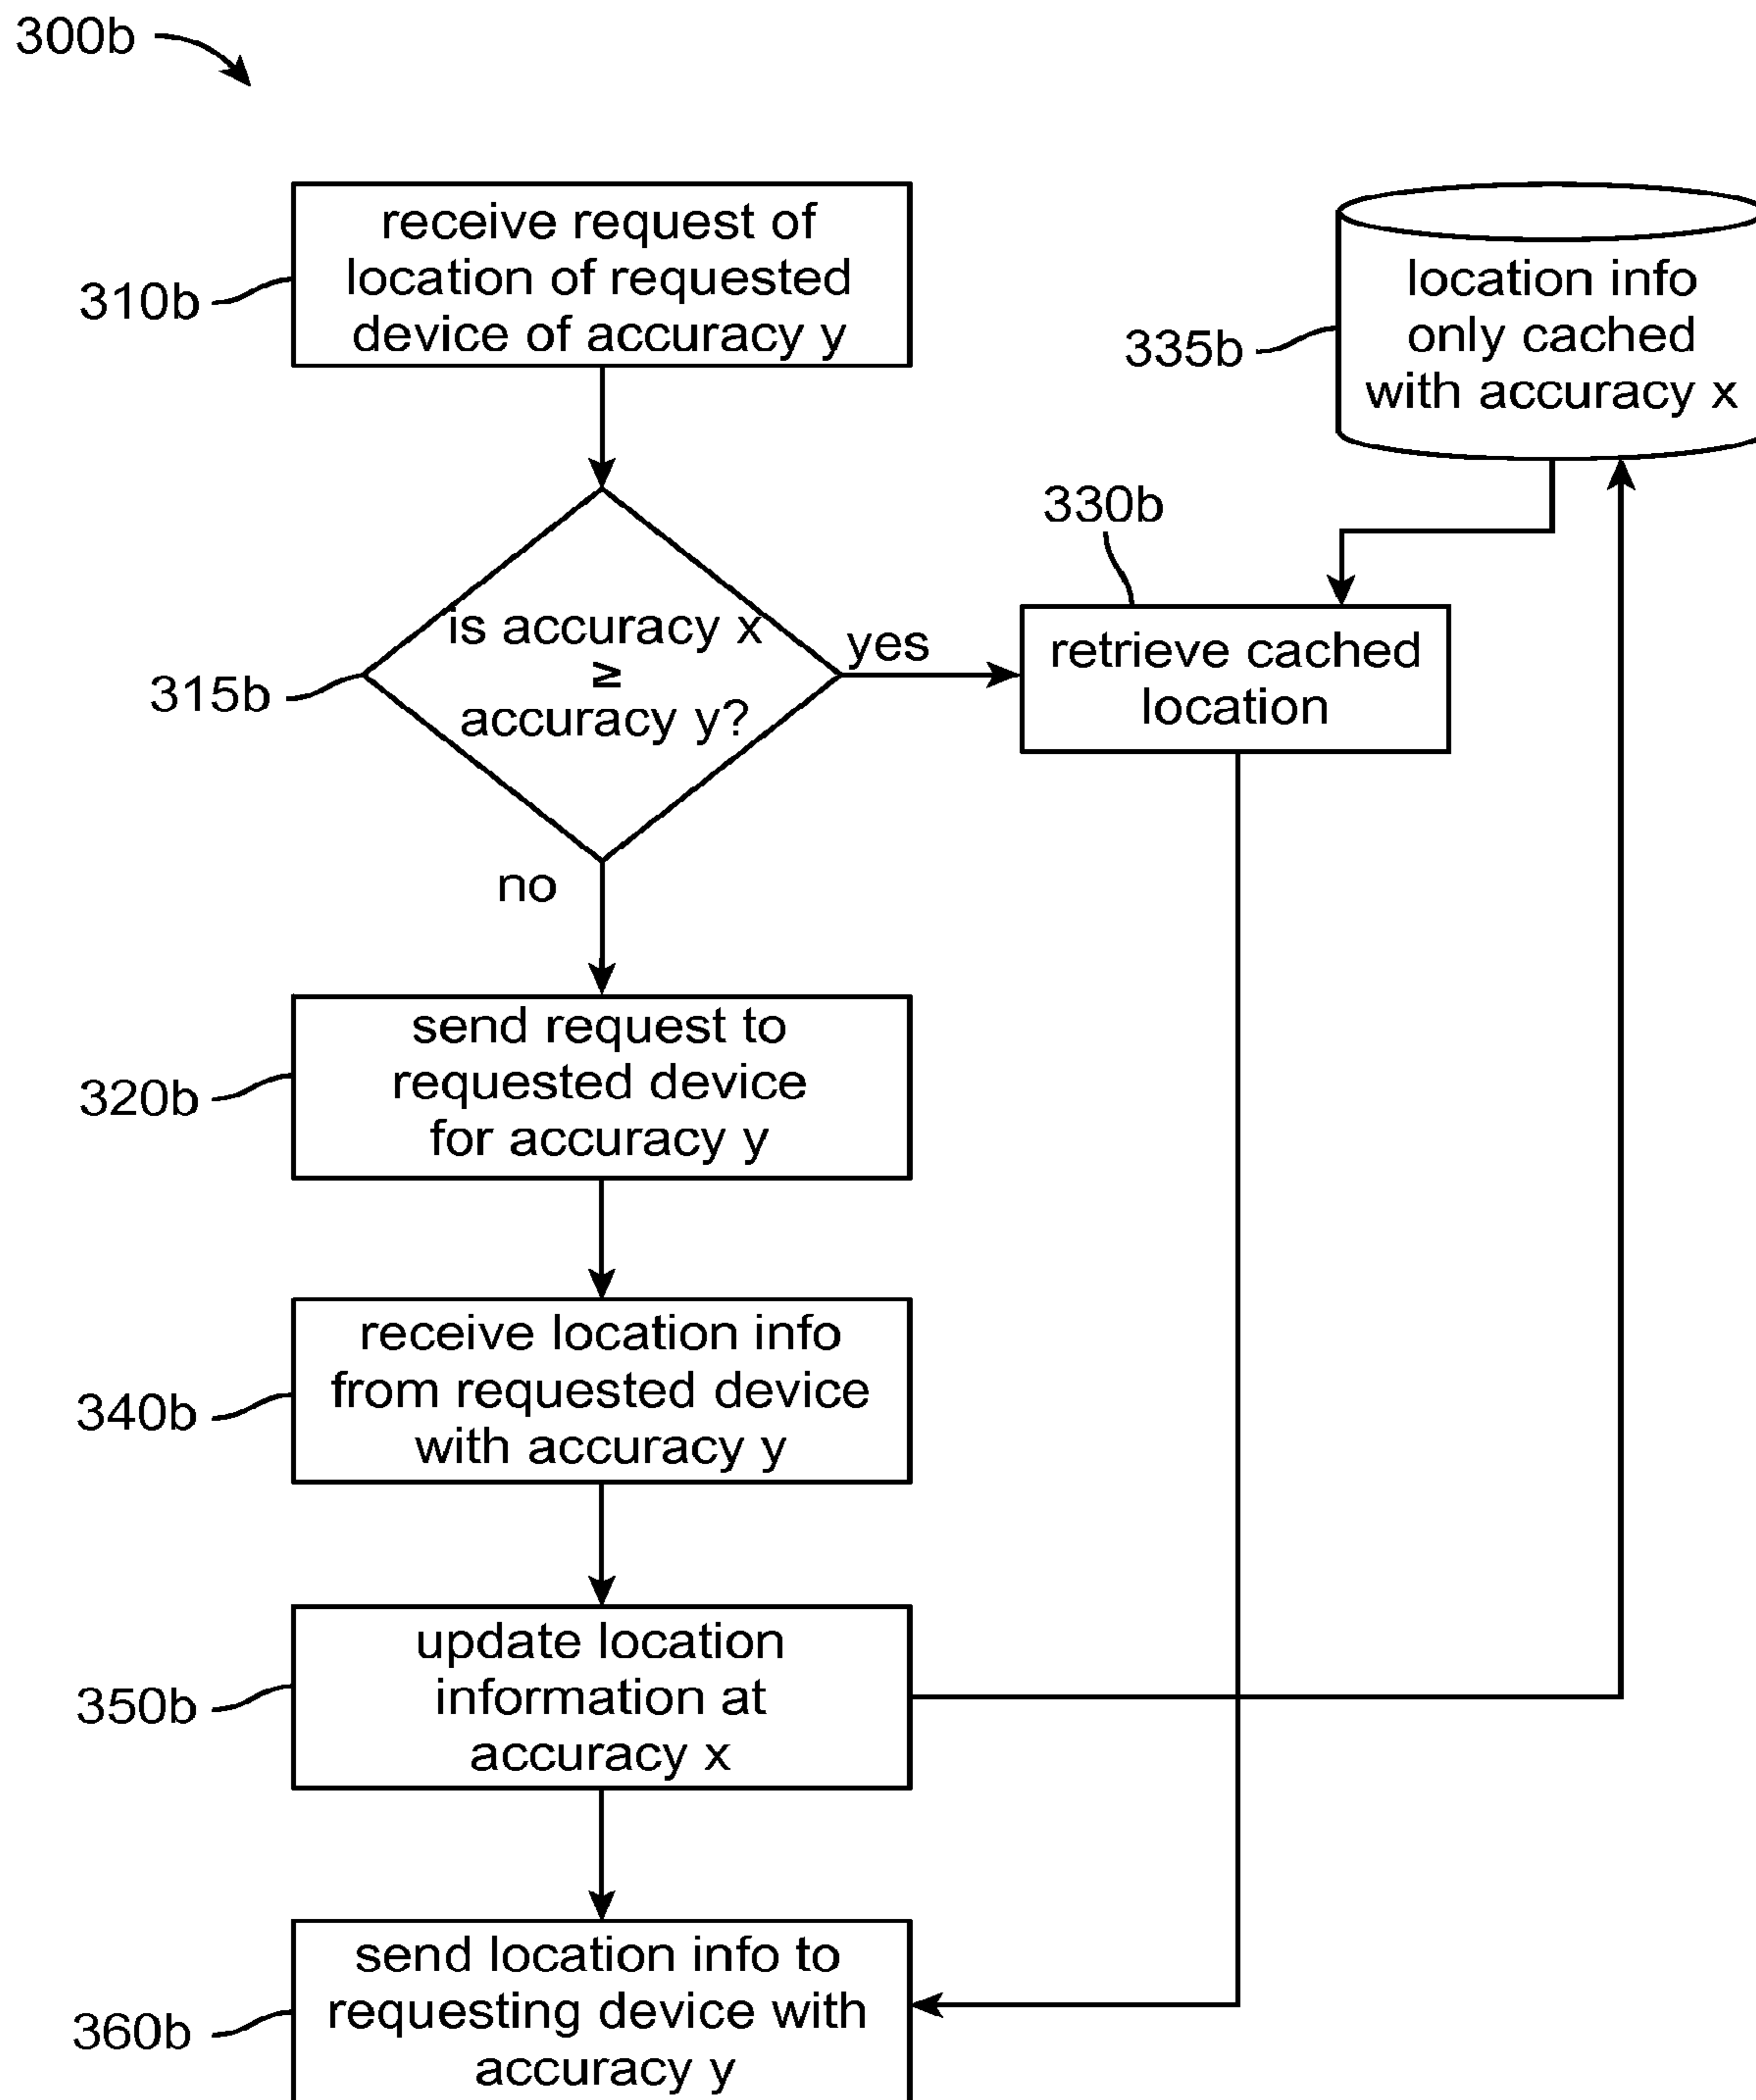 300b
receive request of
location of requested
device of accuracy y
310b
location info
only cached
with accuracy x
335b
330b
is accuracy x
≥
accuracy y?
315b
yes
retrieve cached
location
no
send request to
requested device
for accuracy y
320b
receive location info
from requested device
with accuracy y
340b
update location
information at
accuracy x
350b
send location info to
requesting device with
accuracy y
360b